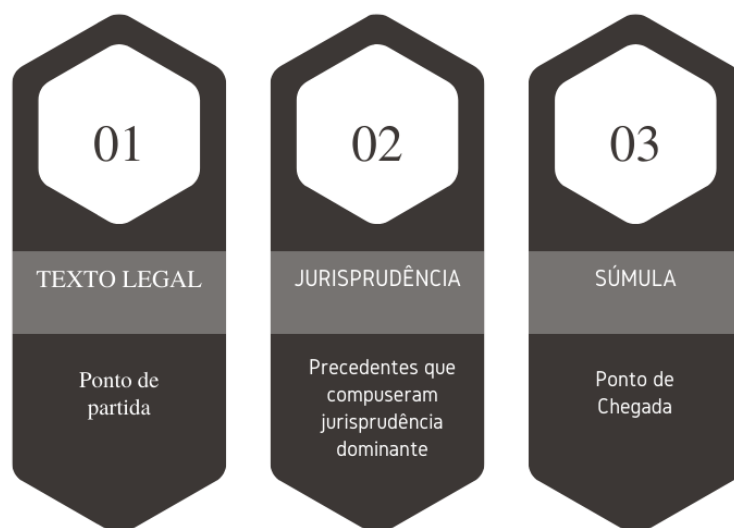 01
TEXTO LEGAL
Ponto de
partida
02
JURISPRUDÊNCIA
Precedentes que
compuseram
jurisprudência
dominante
03
SÚMULA
Ponto de
Chegada